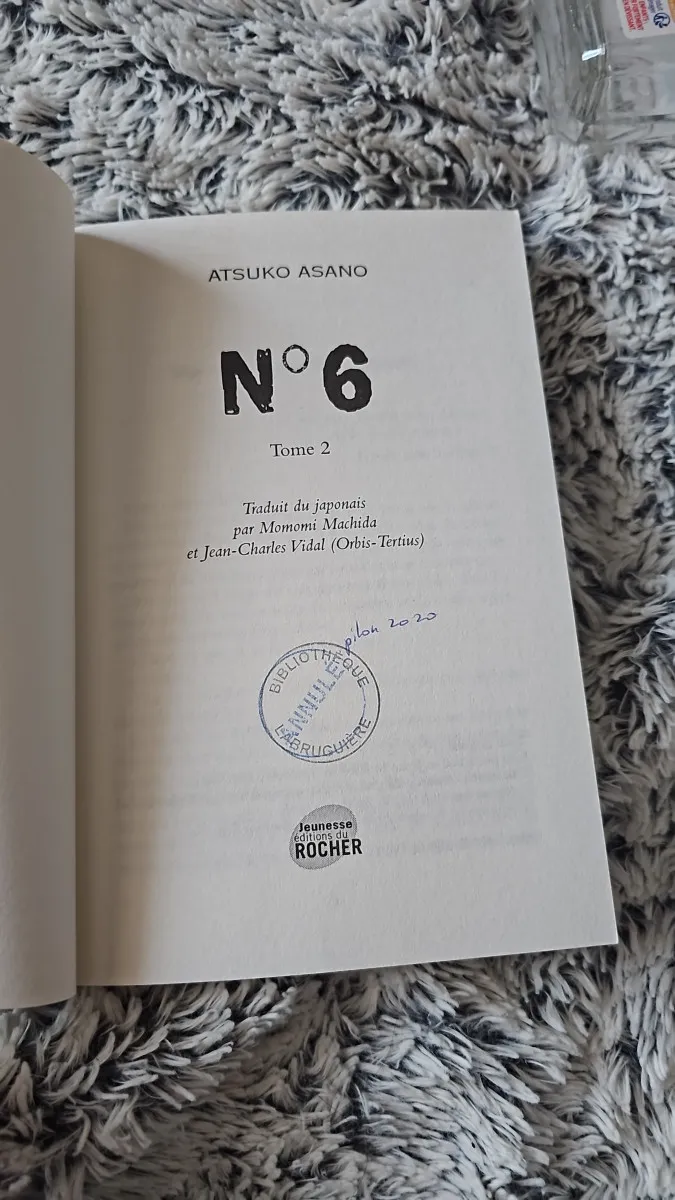 ATSUKO ASANO
N° 6
Tome 2
Traduit du japonais
par Momomi Machida
et Jean-Charles Vidal (Orbis-Tertius)
pilon 2020
BIBLIOTHÈQUE
ANNULÉ
LABRUGUIÈRE
Jeunesse
éditions du
ROCHER